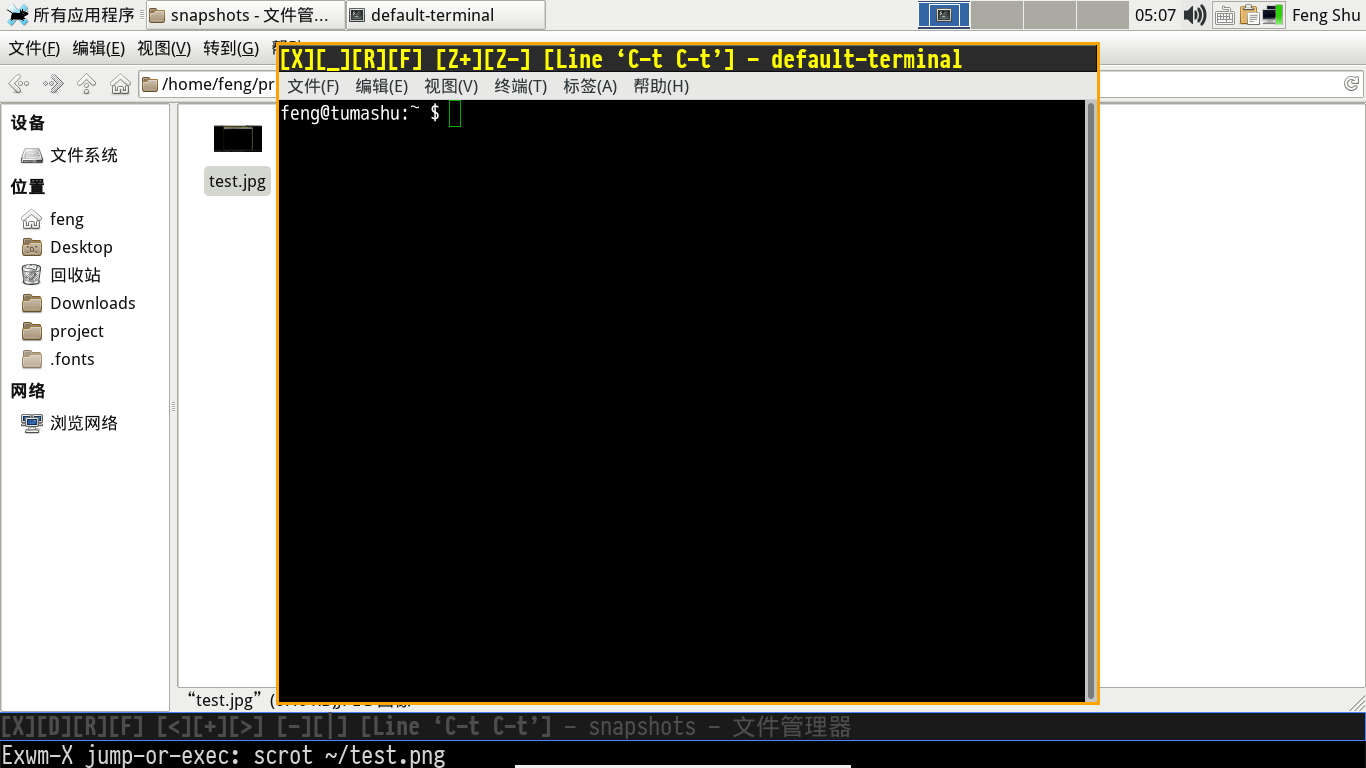 所有应用程序 snapshots - 文件管… default-terminal 05:07 Feng Shu
文件(F) 编辑(E) 视图(V) 转到(G)
/home/feng/pr
[X][_][R][F] [Z+][Z-] [Line ‘C-t C-t’] - default-terminal
文件(F) 编辑(E) 视图(V) 终端(T) 标签(A) 帮助(H)
feng@tumashu:~ $
设备
文件系统
位置
feng
Desktop
回收站
Downloads
project
.fonts
网络
浏览网络
test.jpg
“test.jpg”
[X][D][R][F] [<][+][>] [-][|] [Line ‘C-t C-t’] - snapshots - 文件管理器
Exwm-X jump-or-exec: scrot ~/test.png